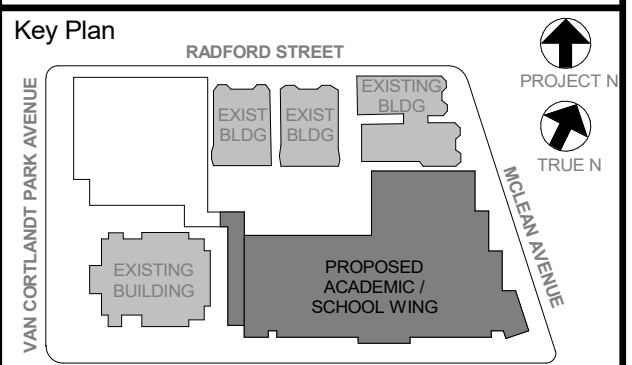 Key Plan
RADFORD STREET
PROJECT N
TRUE N
VAN CORTLANDT PARK AVENUE
EXIST
BLDG
EXIST
BLDG
EXISTING
BLDG
MCLEAN AVENUE
EXISTING
BUILDING
PROPOSED
ACADEMIC /
SCHOOL WING